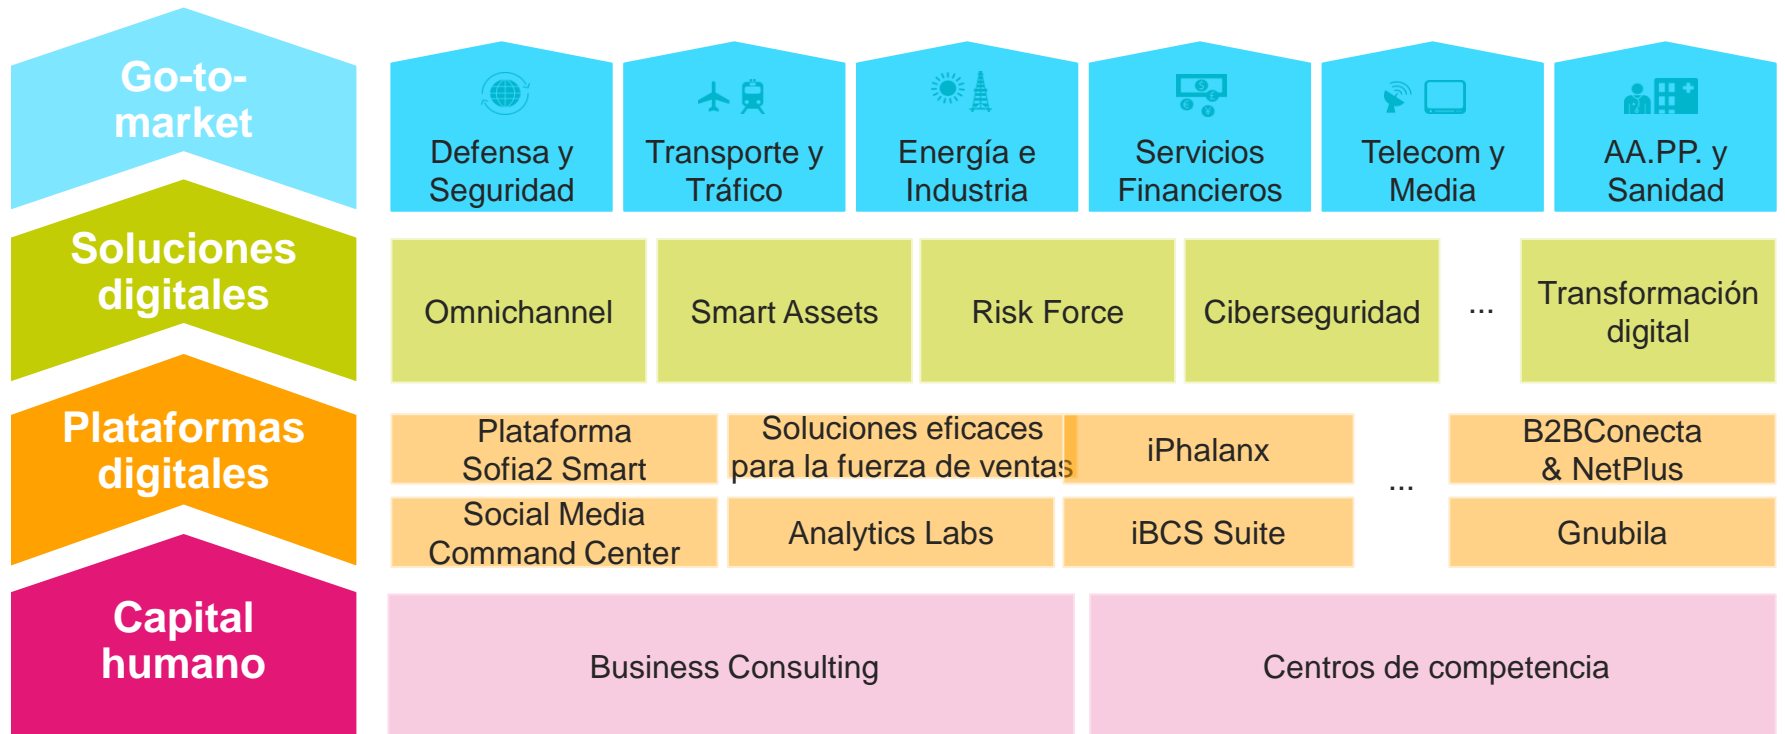 Go-to-
market
Defensa y
Seguridad
Transporte y
Tráfico
Energía e
Industria
Servicios
Financieros
Telecom y
Media
AA.PP. y
Sanidad
Soluciones
digitales
Omnichannel
Smart Assets
Risk Force
Ciberseguridad
...
Transformación
digital
Plataformas
digitales
Plataforma
Sofia2 Smart
Soluciones eficaces
para la fuerza de ventas
iPhalanx
...
B2BConecta
& NetPlus
Social Media
Command Center
Analytics Labs
iBCS Suite
Gnubila
Capital
humano
Business Consulting
Centros de competencia